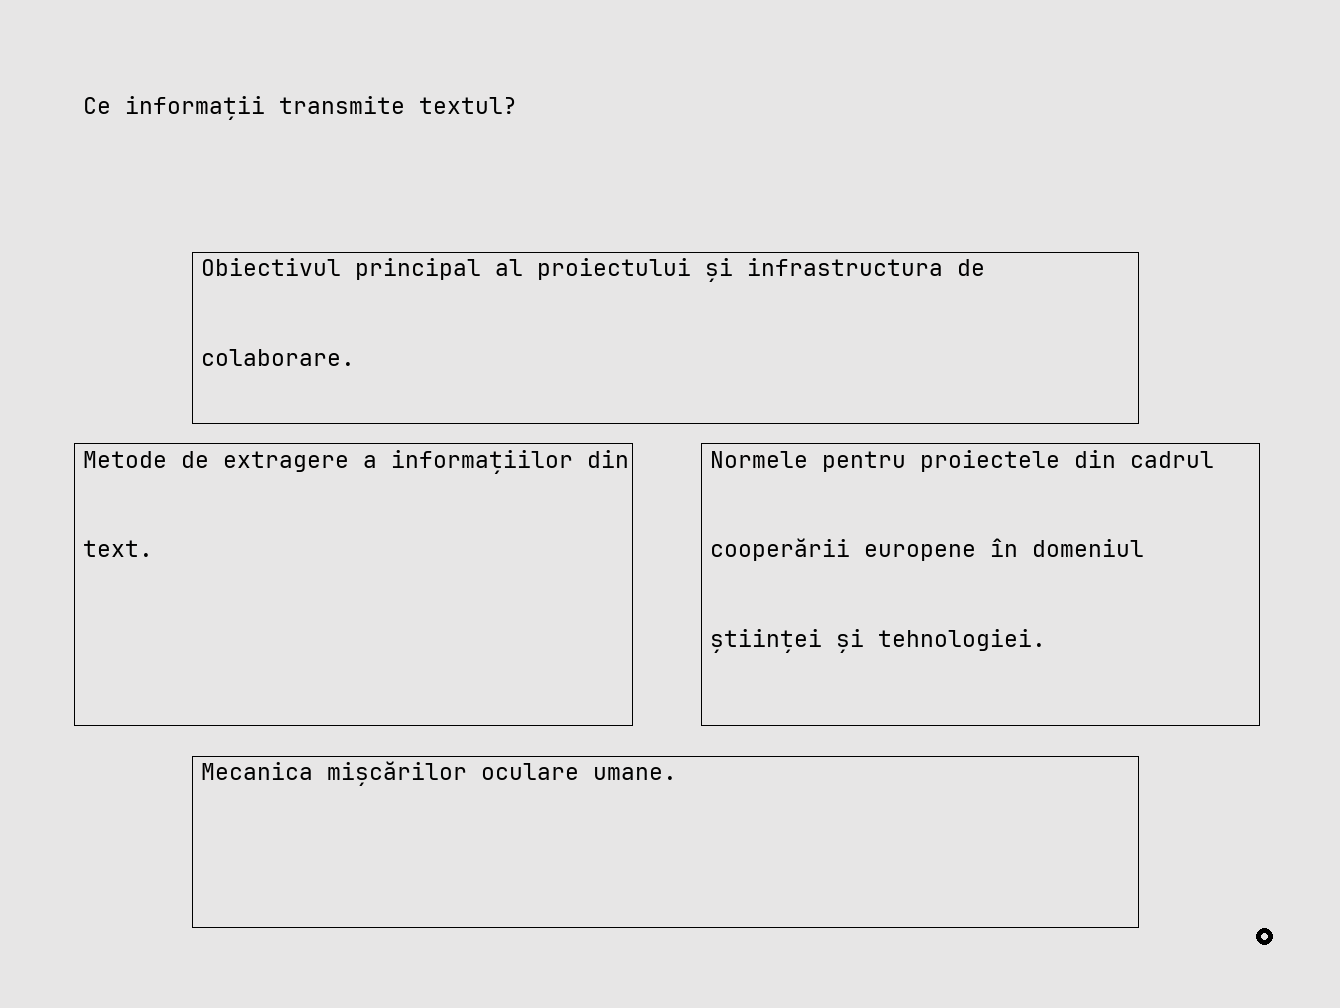 Ce informații transmite textul?
Obiectivul principal al proiectului și infrastructura de
colaborare.
Metode de extragere a informațiilor din
text.
Normele pentru proiectele din cadrul
cooperării europene în domeniul
științei și tehnologiei.
Mecanica mișcărilor oculare umane.